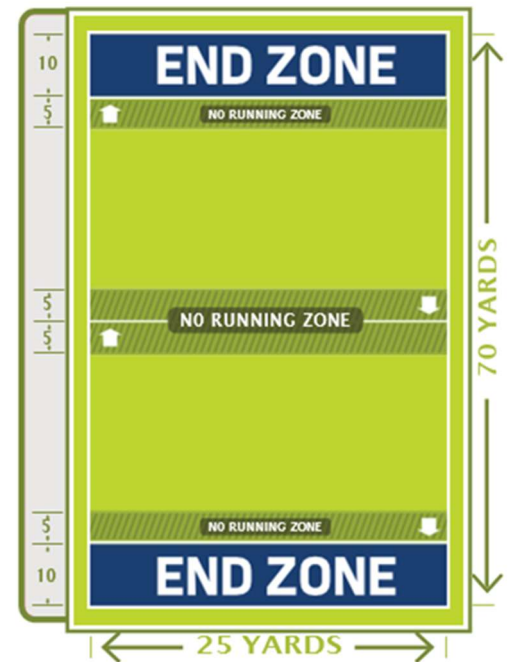 END ZONE
10
5
NO RUNNING ZONE
5
NO RUNNING ZONE
5
70 YARDS
5
NO RUNNING ZONE
10
END ZONE
25 YARDS